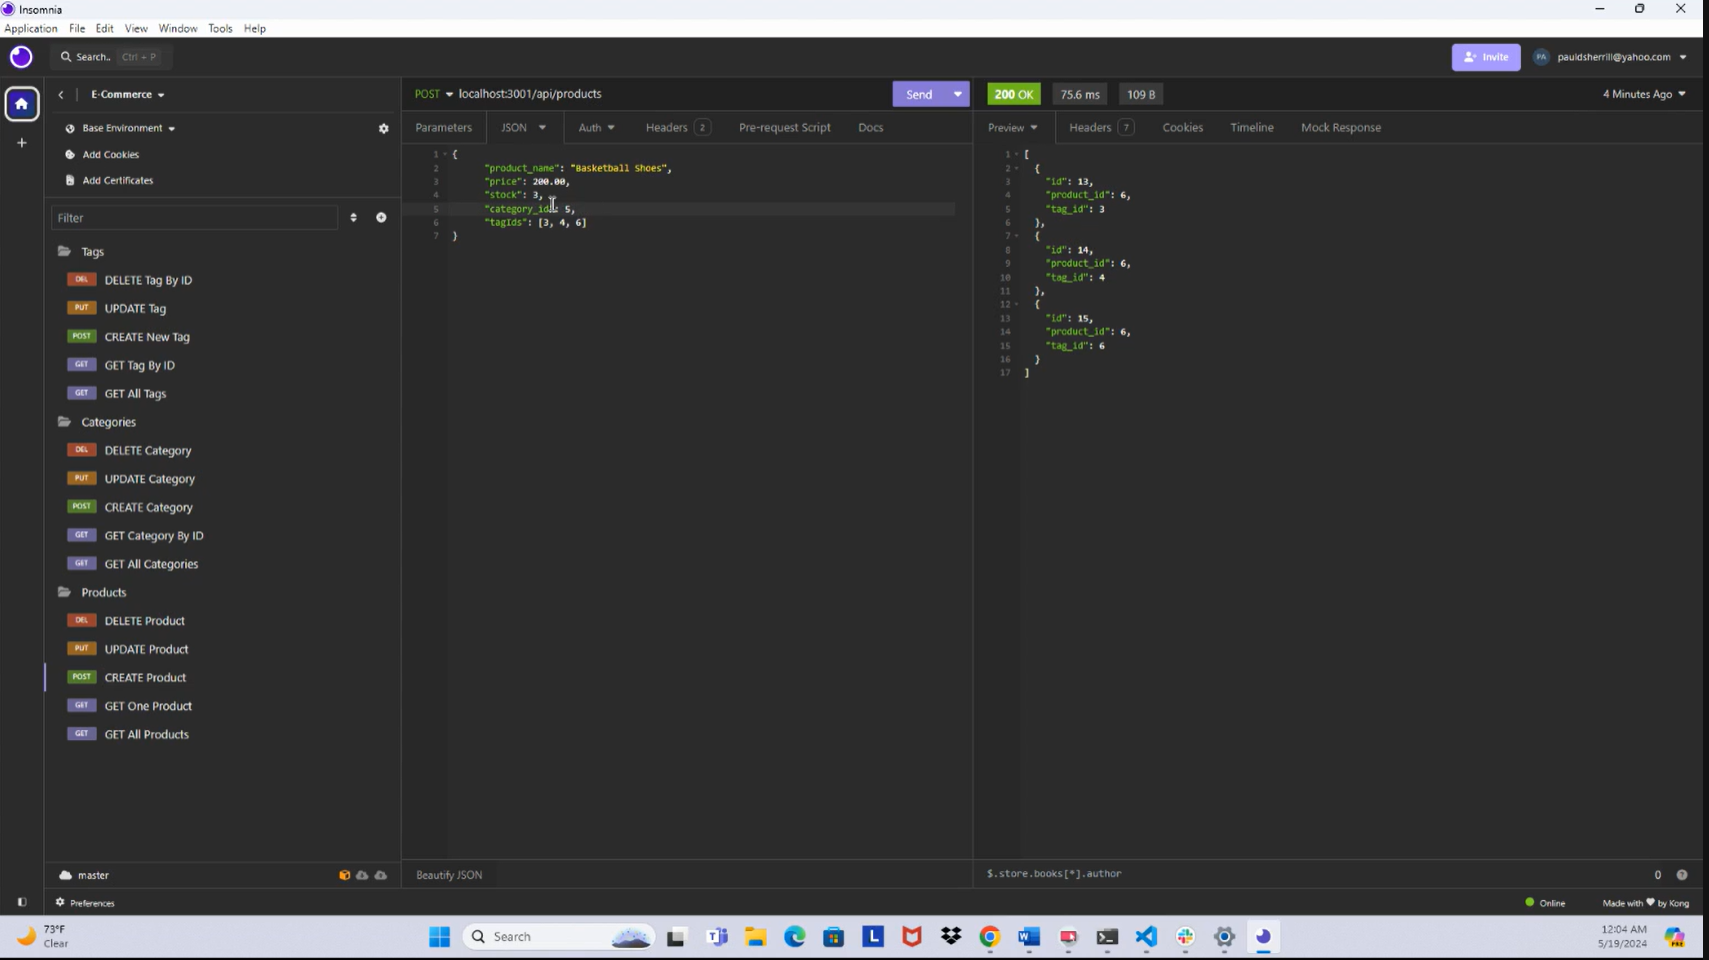 Insomnia
Application File Edit View Window Tools Help
Search.. Ctrl + P
Invite
PA pauldsherrill@yahoo.com
E-Commerce
Base Environment
Add Cookies
Add Certificates
Filter
Tags
DEL DELETE Tag By ID
PUT UPDATE Tag
POST CREATE New Tag
GET GET Tag By ID
GET GET All Tags
Categories
DEL DELETE Category
PUT UPDATE Category
POST CREATE Category
GET GET Category By ID
GET GET All Categories
Products
DEL DELETE Product
PUT UPDATE Product
POST CREATE Product
GET GET One Product
GET GET All Products
master
Preferences
POST localhost:3001/api/products
Send
Parameters JSON Auth Headers 2 Pre-request Script Docs
1 {
2 "product_name": "Basketball Shoes",
3 "price": 200.00,
4 "stock": 3,
5 "category_id": 5,
6 "tagIds": [3, 4, 6]
7 }
Beautify JSON
200 OK 75.6 ms 109 B 4 Minutes Ago
Preview Headers 7 Cookies Timeline Mock Response
1 [
2 {
3 "id": 13,
4 "product_id": 6,
5 "tag_id": 3
6 },
7 {
8 "id": 14,
9 "product_id": 6,
10 "tag_id": 4
11 },
12 {
13 "id": 15,
14 "product_id": 6,
15 "tag_id": 6
16 }
17 ]
$.store.books[*].author 0
Online
Made with ♥ by Kong
73°F
Clear
Search
12:04 AM
5/19/2024
PRE